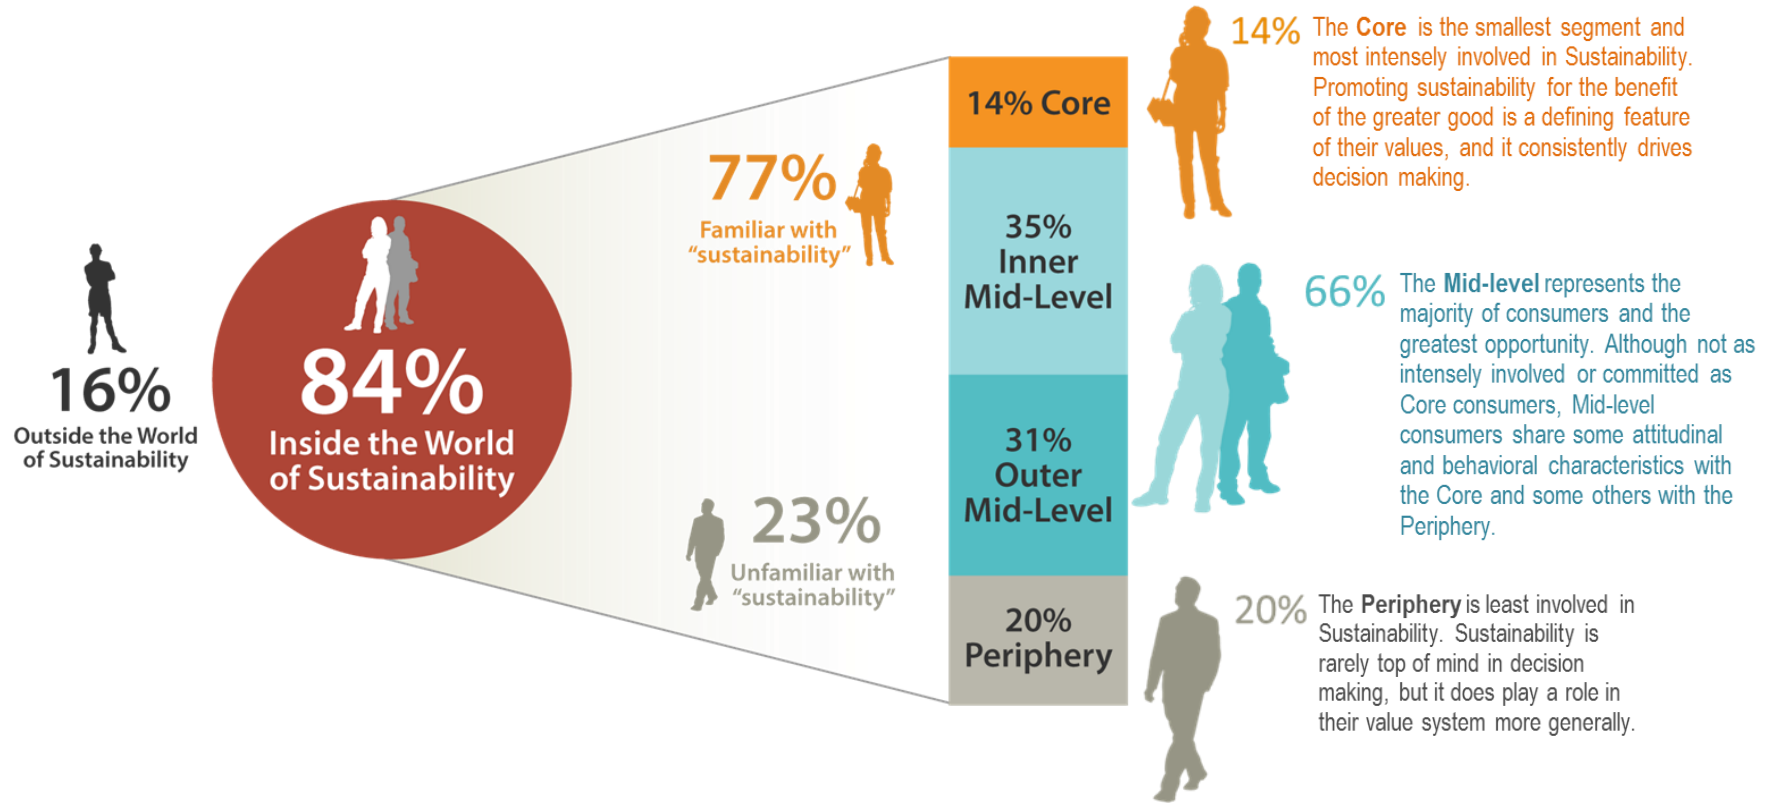 16%
Outside the World
of Sustainability
84%
Inside the World
of Sustainability
77%
Familiar with
“sustainability”
23%
Unfamiliar with
“sustainability”
14% Core
35%
Inner
Mid-Level
31%
Outer
Mid-Level
20%
Periphery
14%
The Core is the smallest segment and
most intensely involved in Sustainability.
Promoting sustainability for the benefit
of the greater good is a defining feature
of their values, and it consistently drives
decision making.
66%
The Mid-level represents the
majority of consumers and the
greatest opportunity. Although not as
intensely involved or committed as
Core consumers, Mid-level
consumers share some attitudinal
and behavioral characteristics with
the Core and some others with the
Periphery.
20%
The Periphery is least involved in
Sustainability. Sustainability is
rarely top of mind in decision
making, but it does play a role in
their value system more generally.